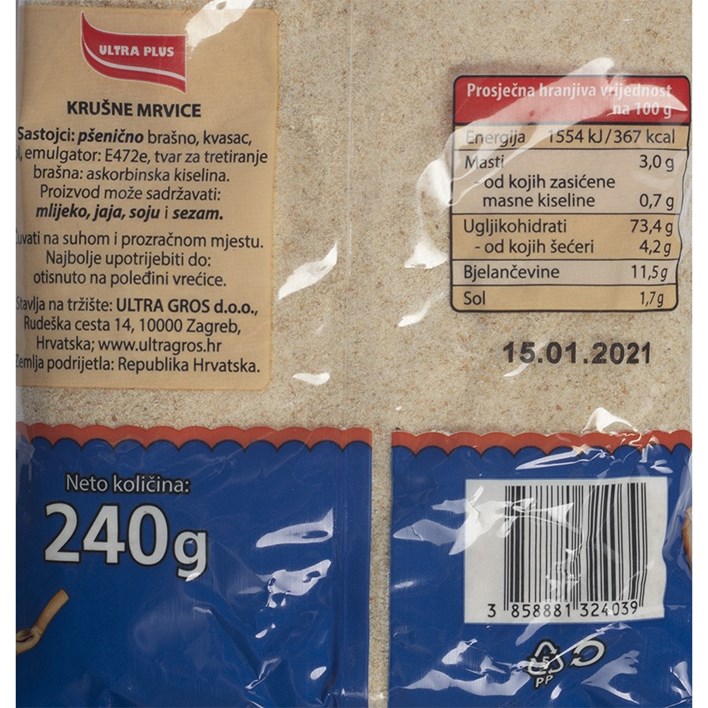 ULTRA PLUS
KRUŠNE MRVICE
Sastojci: pšenično brašno, kvasac,
emulgator: E472e, tvar za tretiranje
brašna: askorbinska kiselina.
Proizvod može sadržavati:
mlijeko, jaja, soju i sezam.
Čuvati na suhom i prozračnom mjestu.
Najbolje upotrijebiti do:
otisnuto na poleđini vrećice.
Stavlja na tržište: ULTRA GROS d.o.o.,
Rudeška cesta 14, 10000 Zagreb,
Hrvatska; www.ultragros.hr
Zemlja podrijetla: Republika Hrvatska.
Neto količina:
240g
Prosječna hranjiva vrijednost
na 100 g
Energija 1554 kJ/367 kcal
Masti 3,0 g
- od kojih zasićene
masne kiseline 0,7 g
Ugljikohidrati 73,4 g
- od kojih šećeri 4,2 g
Bjelančevine 11,5 g
Sol 1,7 g
15.01.2021
3 858881 324039
5
PP